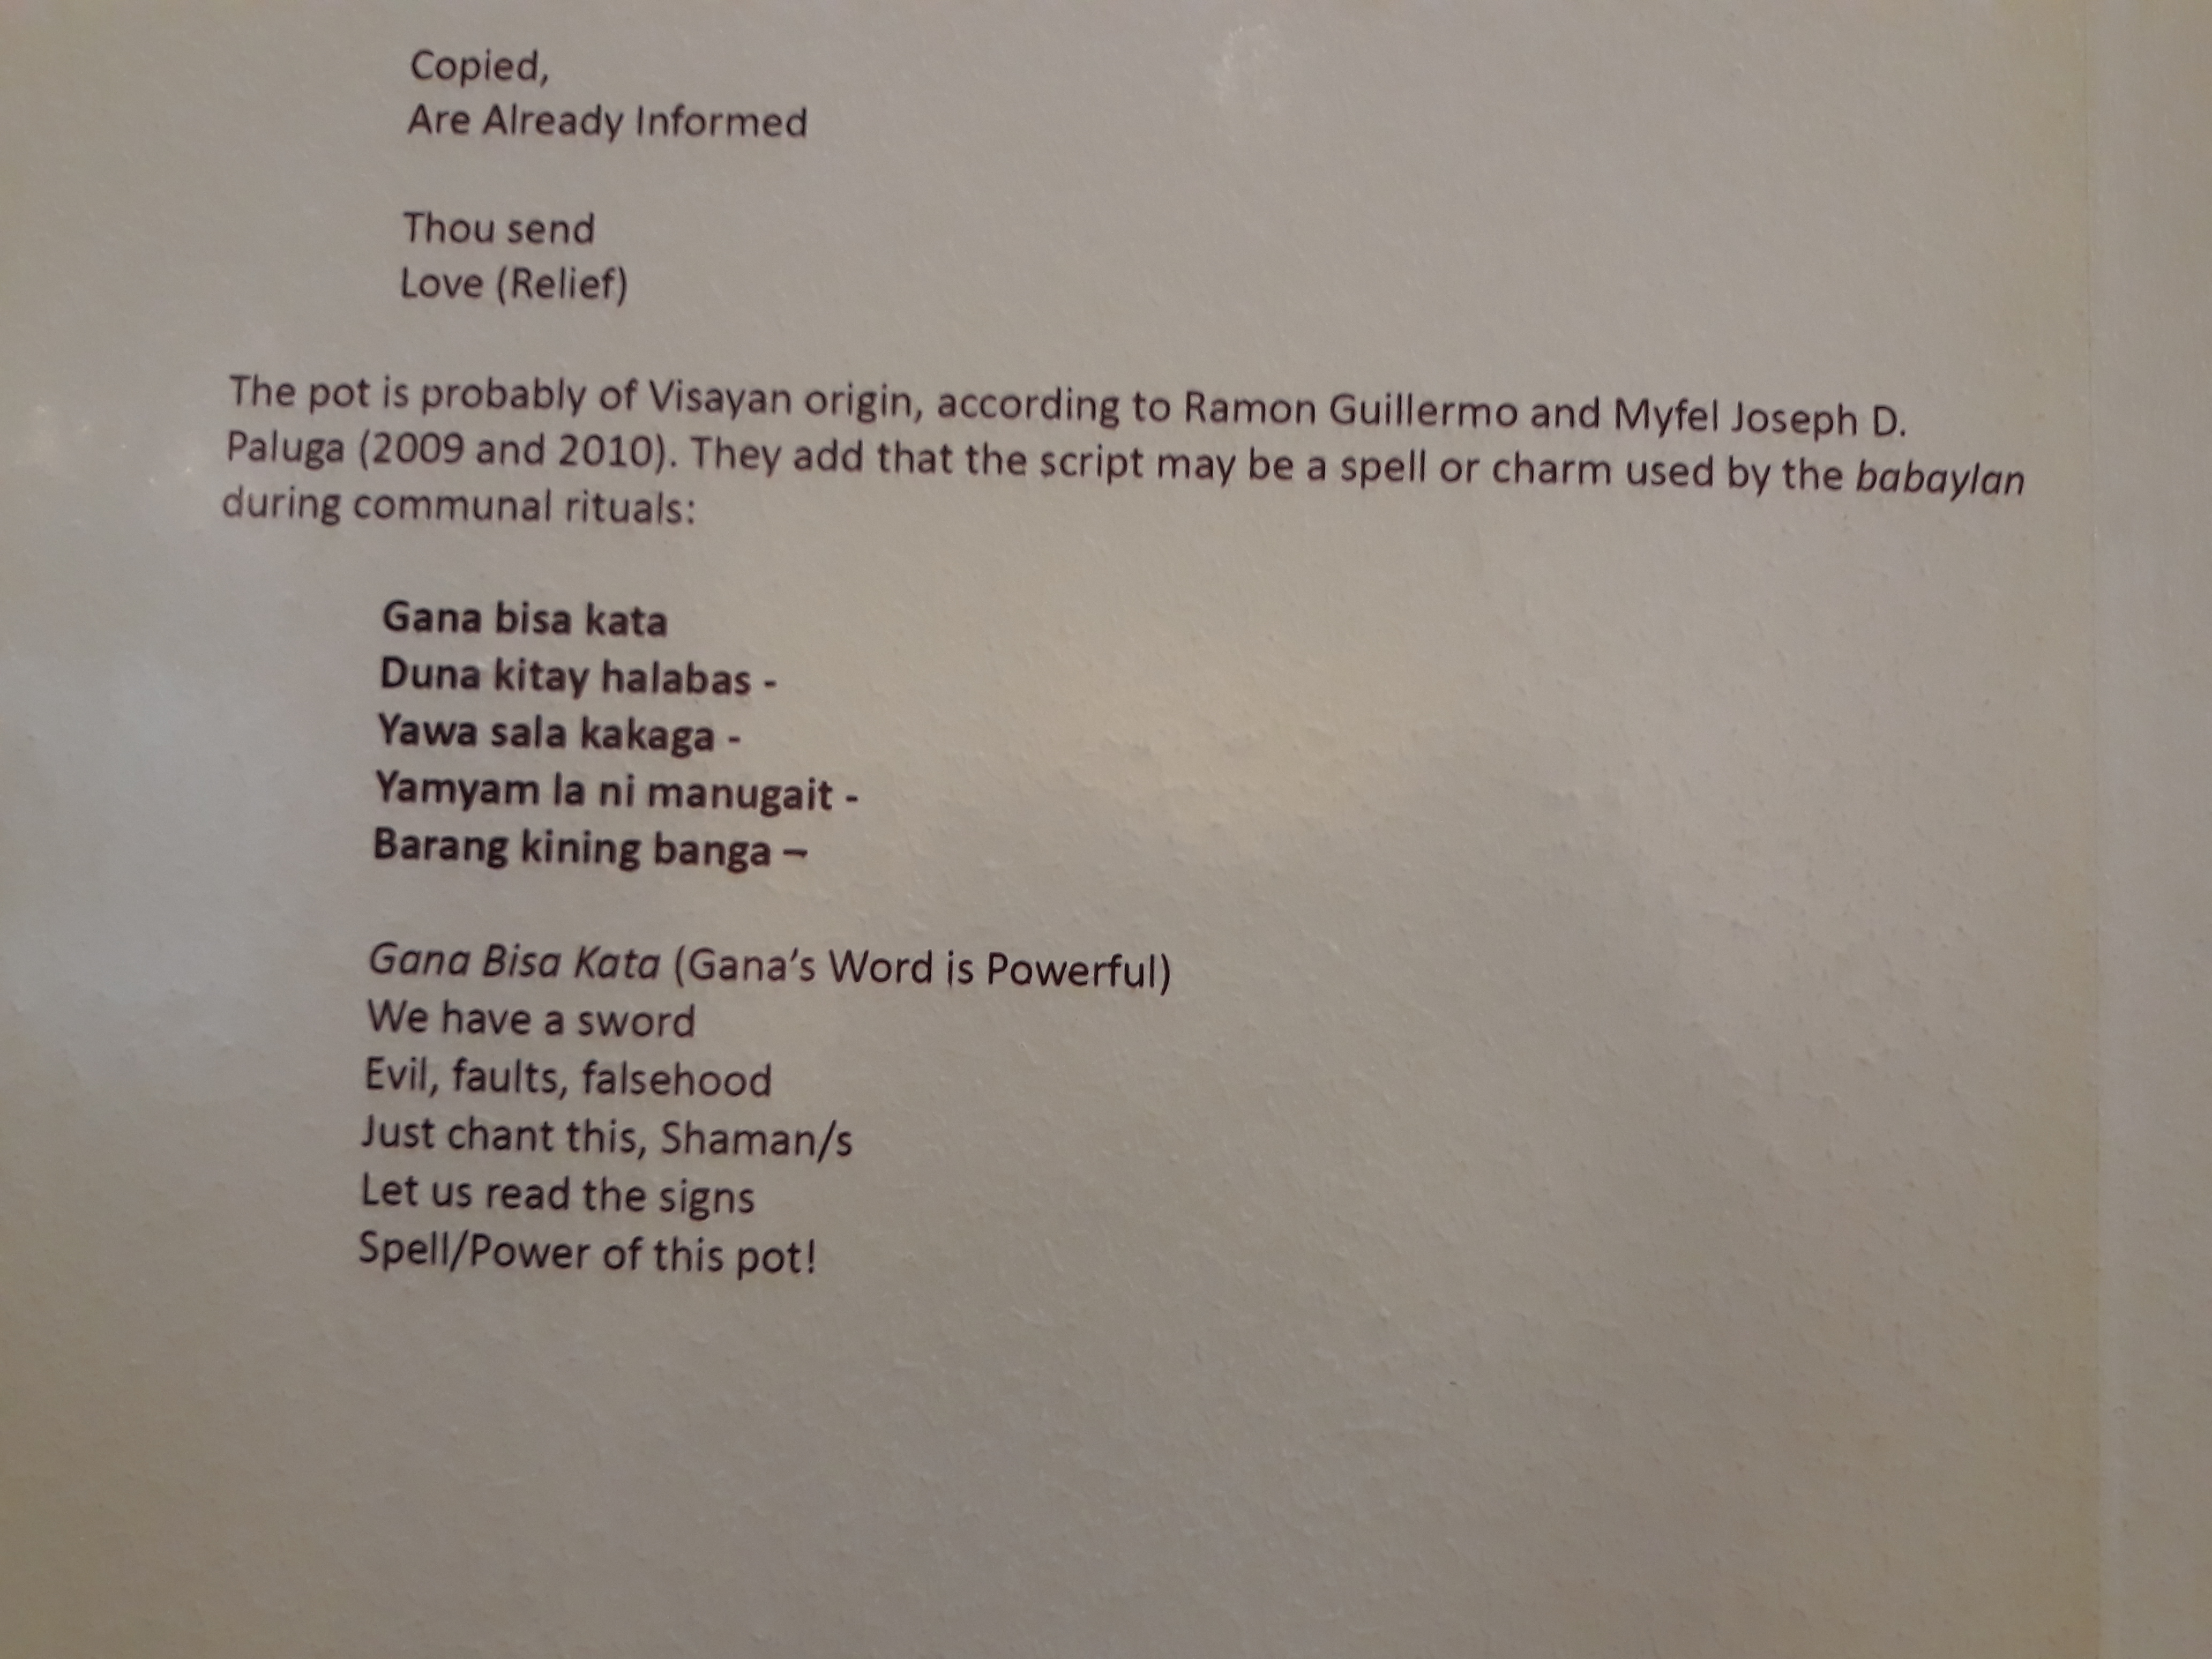 Copied,
Are Already Informed
Thou send
Love (Relief)
The pot is probably of Visayan origin, according to Ramon Guillermo and Myfel Joseph D.
Paluga (2009 and 2010). They add that the script may be a spell or charm used by the babaylan
during communal rituals:
Gana bisa kata
Duna kitay halabas -
Yawa sala kakaga -
Yamyam la ni manugait -
Barang kining banga –
Gana Bisa Kata (Gana's Word is Powerful)
We have a sword
Evil, faults, falsehood
Just chant this, Shaman/s
Let us read the signs
Spell/Power of this pot!